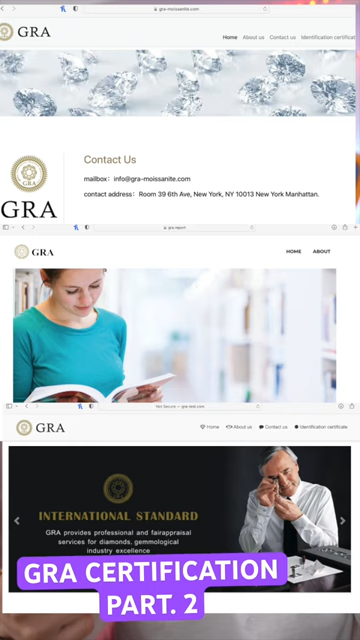 gra-moissanite.com
GRA
Home About us Contact us Identification certificat
GRA
GRA
Contact Us
mailbox: info@gra-moissanite.com
contact address: Room 39 6th Ave, New York, NY 10013 New York Manhattan.
gra.report
GRA
HOME ABOUT
Not Secure — gra-test.com
GRA
Home About us Contact us Identification certificate
INTERNATIONAL STANDARD
GRA provides professional and fairappraisal
services for diamonds, gemmological
industry excellence
GRA CERTIFICATION
PART. 2